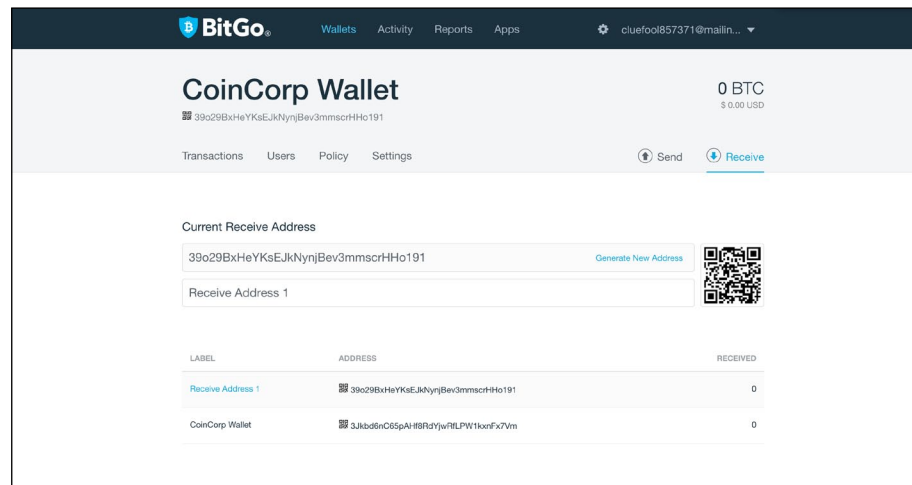 BitGo®
Wallets Activity Reports Apps cluefool857371@mailin...
CoinCorp Wallet
0 BTC
39o29BxHeYKsEJkNynjBev3mmscrHHo191
$ 0.00 USD
Transactions Users Policy Settings Send Receive
Current Receive Address
39o29BxHeYKsEJkNynjBev3mmscrHHo191 Generate New Address
Receive Address 1
LABEL ADDRESS RECEIVED
Receive Address 1 39o29BxHeYKsEJkNynjBev3mmscrHHo191 0
CoinCorp Wallet 3Jkbd6nC65pAHf8RdYjwRfLPW1kxnFx7Vm 0